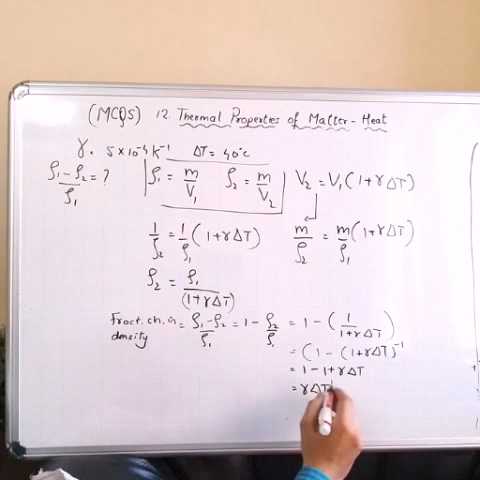 (MCQS) 12. Thermal Properties of Matter - Heat
γ. 5 × 10⁻⁴ k⁻¹ ΔT = 40°c
(ρ₁ - ρ₂)/ρ₁ = ? ρ₁ = m/V₁ ρ₂ = m/V₂ V₂ = V₁(1+γΔT)
1/ρ₂ = 1/ρ₁ (1+γΔT) m/ρ₂ = m/ρ₁ (1+γΔT)
ρ₂ = ρ₁/(1+γΔT)
Fract. ch. in density = (ρ₁-ρ₂)/ρ₁ = 1 - ρ₂/ρ₁ = 1 - (1/(1+γΔT))
= (1 - (1+γΔT)⁻¹
= 1 - 1 + γΔT
= γΔT